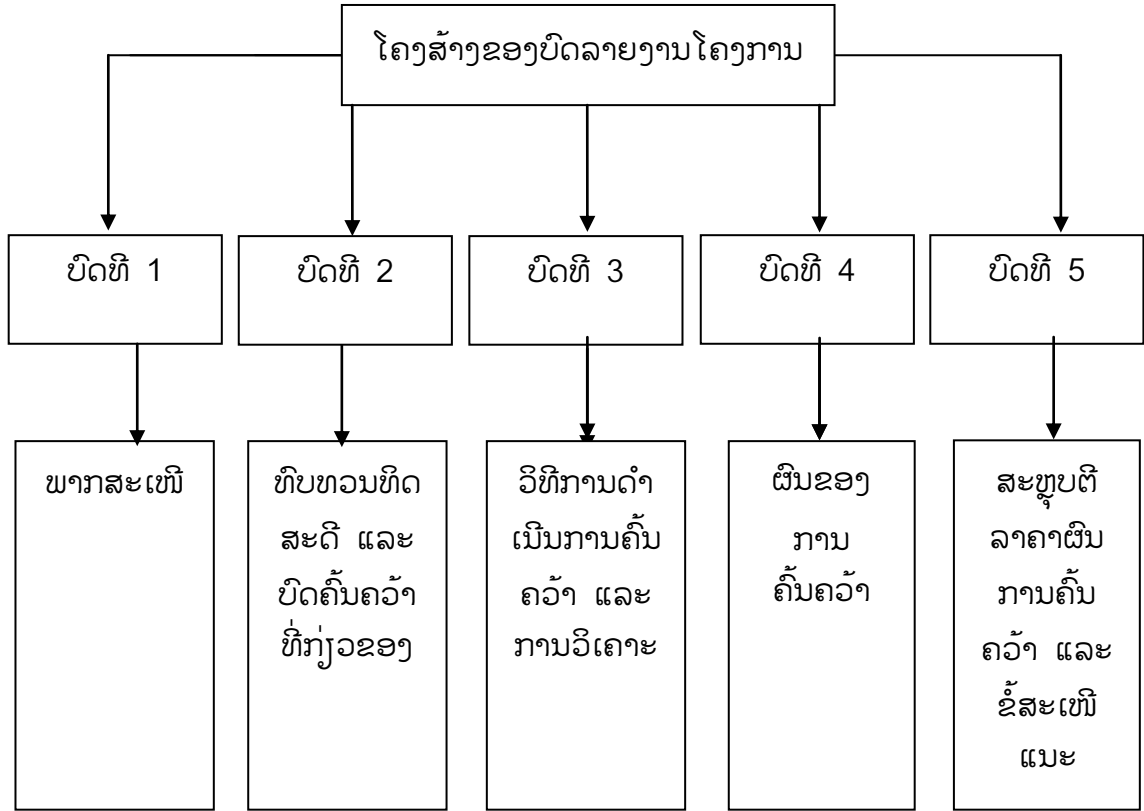 ໂຄງສ້າງຂອງບົດລາຍງານໂຄງການ
ບົດທີ 1
ບົດທີ 2
ບົດທີ 3
ບົດທີ 4
ບົດທີ 5
ພາກສະເໜີ
ທົບທວນທິດ
ສະດີ ແລະ
ບົດຄົ້ນຄວ້າ
ທີ່ກ່ຽວຂອງ
ວິທີການດຳ
ເນີນການຄົ້ນ
ຄວ້າ ແລະ
ການວິເຄາະ
ຜົນຂອງ
ການ
ຄົ້ນຄວ້າ
ສະຫຼຸບຕີ
ລາຄາຜົນ
ການຄົ້ນ
ຄວ້າ ແລະ
ຂໍ້ສະເໜີ
ແນະ